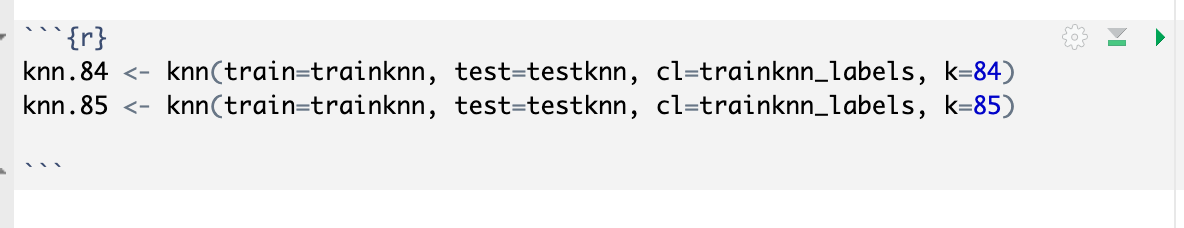 ```{r}
knn.84 <- knn(train=trainknn, test=testknn, cl=trainknn_labels, k=84)
knn.85 <- knn(train=trainknn, test=testknn, cl=trainknn_labels, k=85)
```